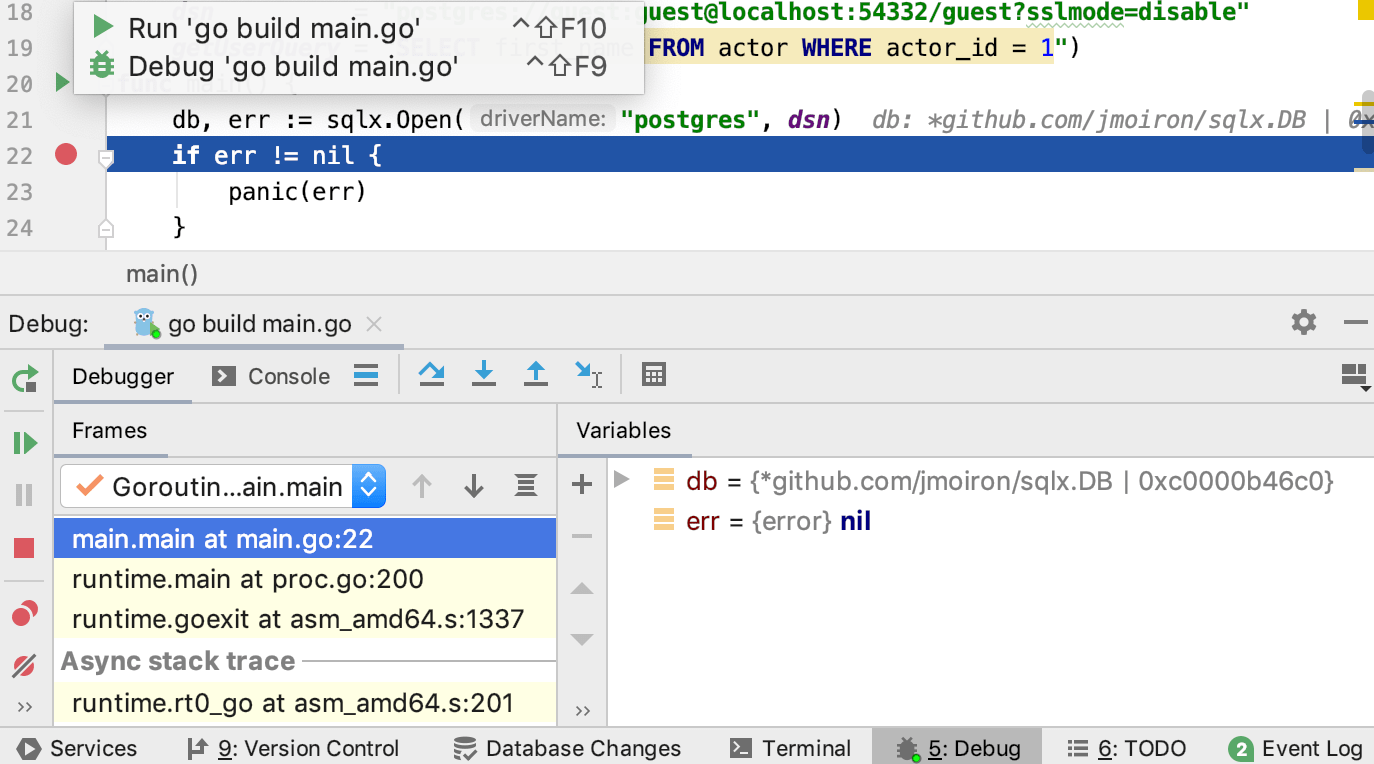 18 dsn = "postgres://guest:guest@localhost:54332/guest?sslmode=disable"
Run 'go build main.go' ⌃⇧F10
19 getUserQuery = "SELECT first_name FROM actor WHERE actor_id = 1")
Debug 'go build main.go' ⌃⇧F9
20 func main() {
21 db, err := sqlx.Open( driverName: "postgres", dsn) db: *github.com/jmoiron/sqlx.DB | 0x
22 if err != nil {
23 panic(err)
24 }
main()
Debug: go build main.go
Debugger Console
Frames Variables
Goroutin...ain.main
db = {*github.com/jmoiron/sqlx.DB | 0xc0000b46c0}
err = {error} nil
main.main at main.go:22
runtime.main at proc.go:200
runtime.goexit at asm_amd64.s:1337
Async stack trace
runtime.rt0_go at asm_amd64.s:201
Services 9: Version Control Database Changes Terminal 5: Debug 6: TODO 2 Event Log